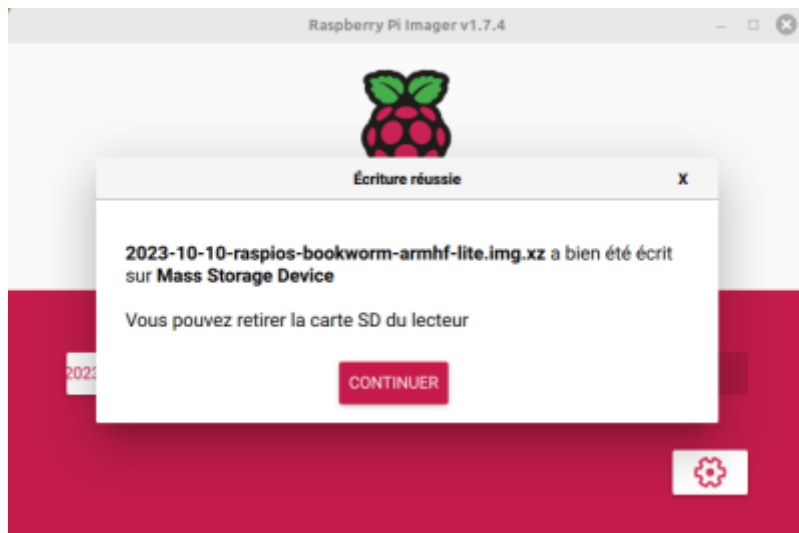 Raspberry Pi Imager v1.7.4
Écriture réussie
X
2023-10-10-raspios-bookworm-armhf-lite.img.xz a bien été écrit
sur Mass Storage Device
Vous pouvez retirer la carte SD du lecteur
2023
CONTINUER